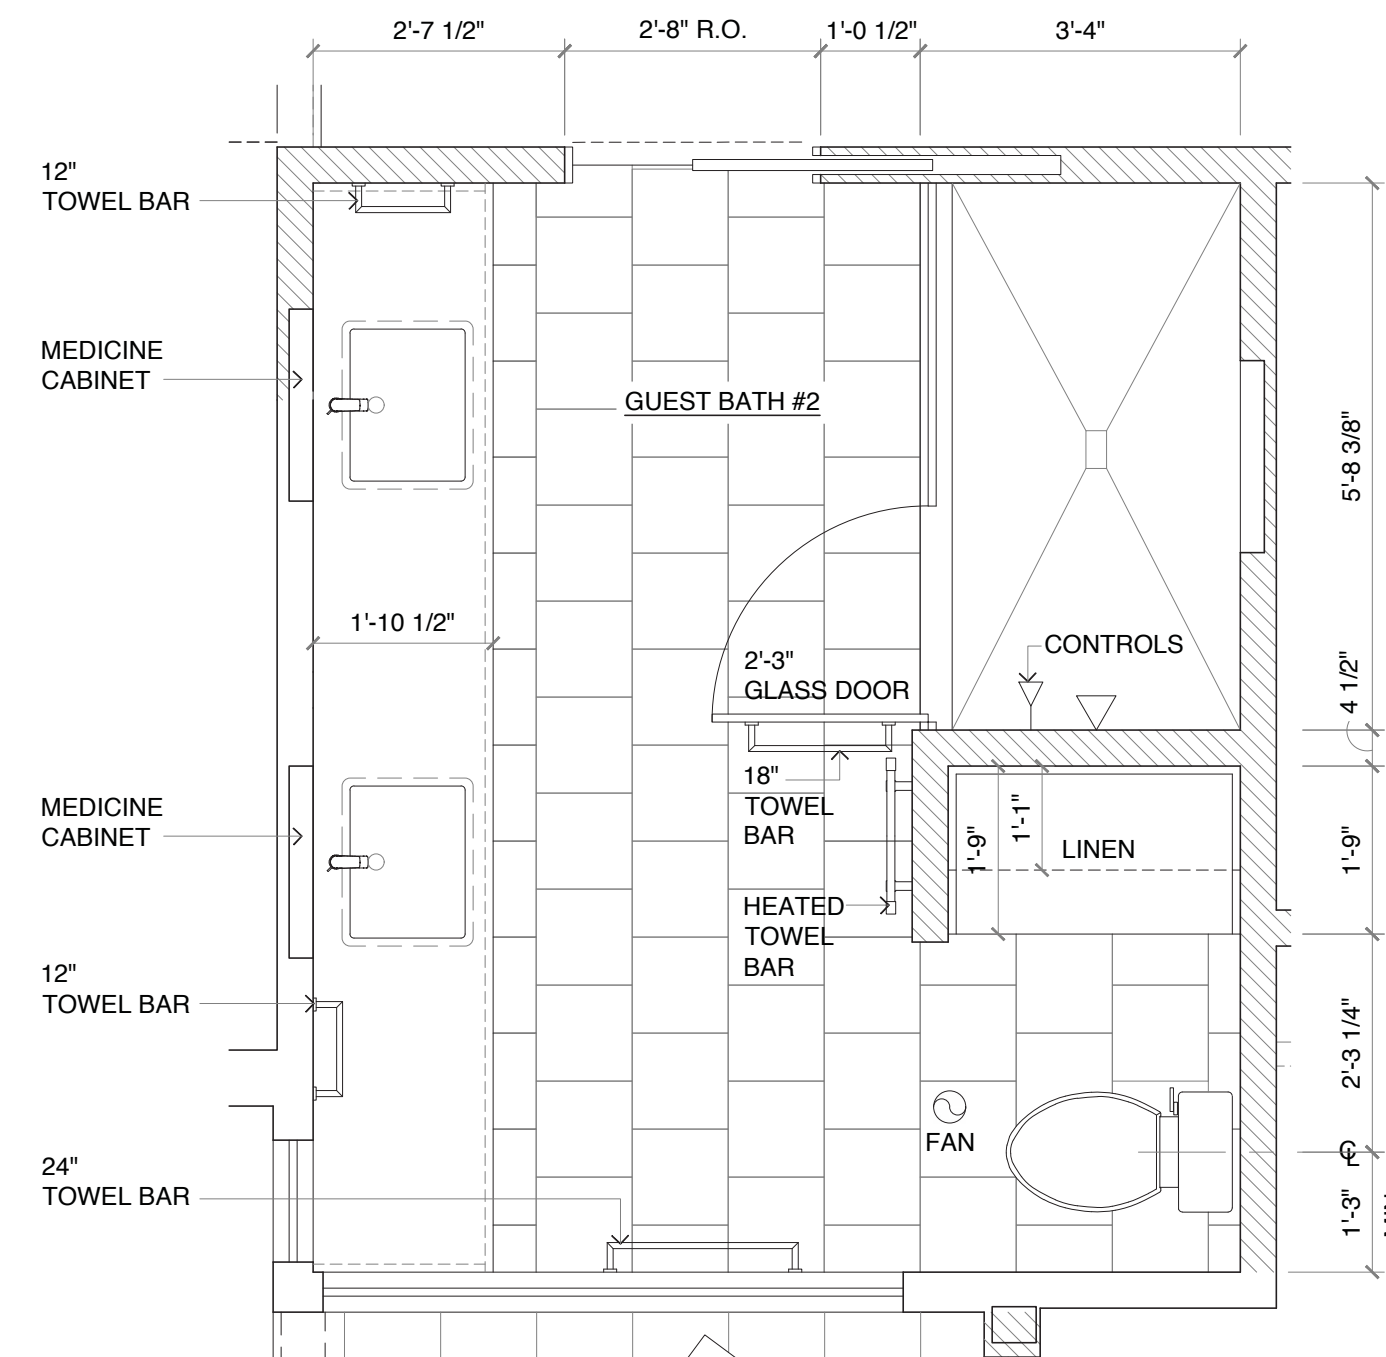 2'-7 1/2"
2'-8" R.O.
1'-0 1/2"
3'-4"
12"
TOWEL BAR
MEDICINE
CABINET
GUEST BATH #2
5'-8 3/8"
1'-10 1/2"
2'-3"
GLASS DOOR
CONTROLS
4 1/2"
18"
TOWEL
BAR
MEDICINE
CABINET
1'-9"
1'-1"
LINEN
1'-9"
HEATED
TOWEL
BAR
12"
TOWEL BAR
2'-3 1/4"
FAN
24"
TOWEL BAR
1'-3"